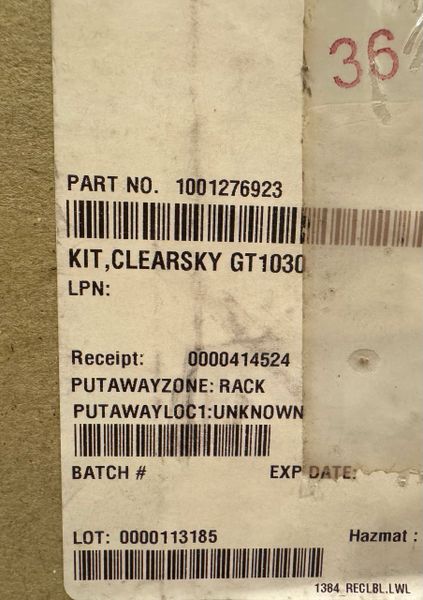 36
PART NO. 1001276923
KIT,CLEARSKY GT1030
LPN:
Receipt: 0000414524
PUTAWAYZONE: RACK
PUTAWAYLOC1:UNKNOWN
BATCH # EXP DATE:
LOT: 0000113185 Hazmat :
1384_RECLBL.LWL